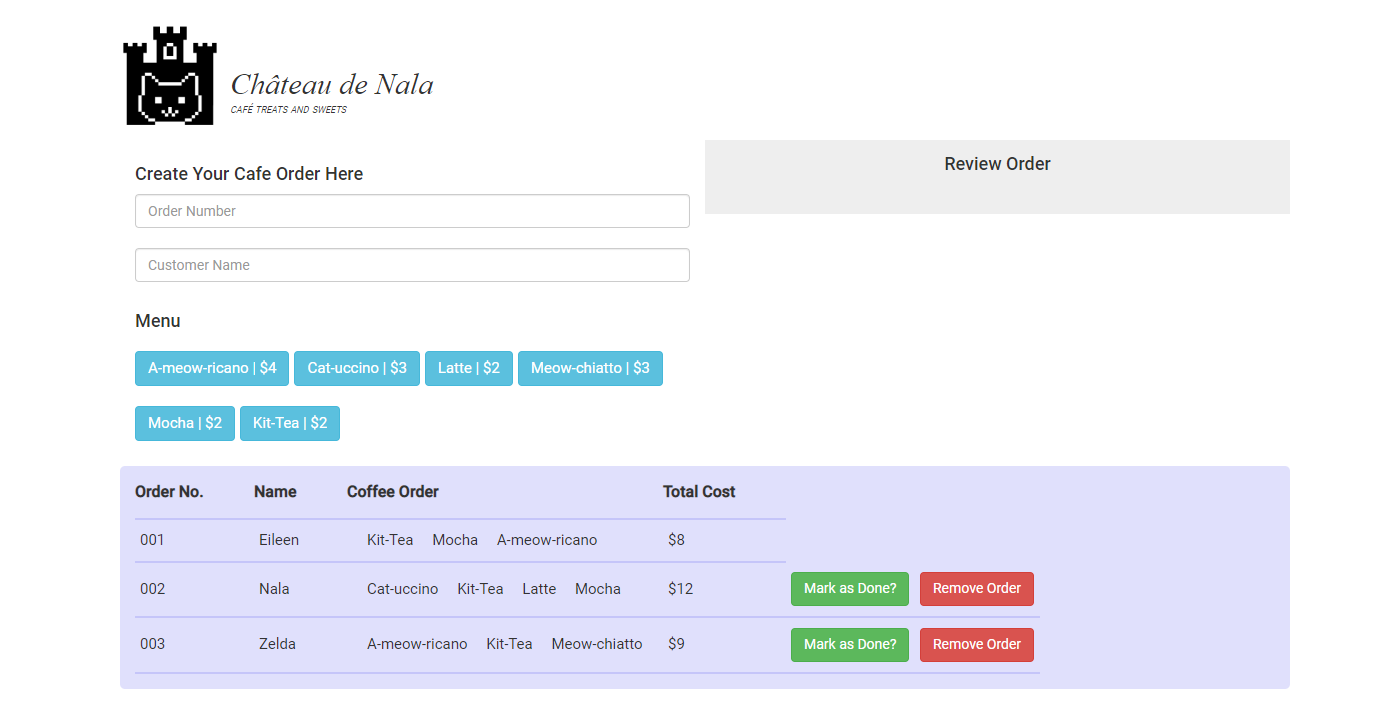 Château de Nala
CAFÉ TREATS AND SWEETS
Create Your Cafe Order Here
Order Number
Customer Name
Review Order
Menu
A-meow-ricano | $4 Cat-uccino | $3 Latte | $2 Meow-chiatto | $3
Mocha | $2 Kit-Tea | $2
Order No. Name Coffee Order Total Cost
001 Eileen Kit-Tea Mocha A-meow-ricano $8
002 Nala Cat-uccino Kit-Tea Latte Mocha $12 Mark as Done? Remove Order
003 Zelda A-meow-ricano Kit-Tea Meow-chiatto $9 Mark as Done? Remove Order